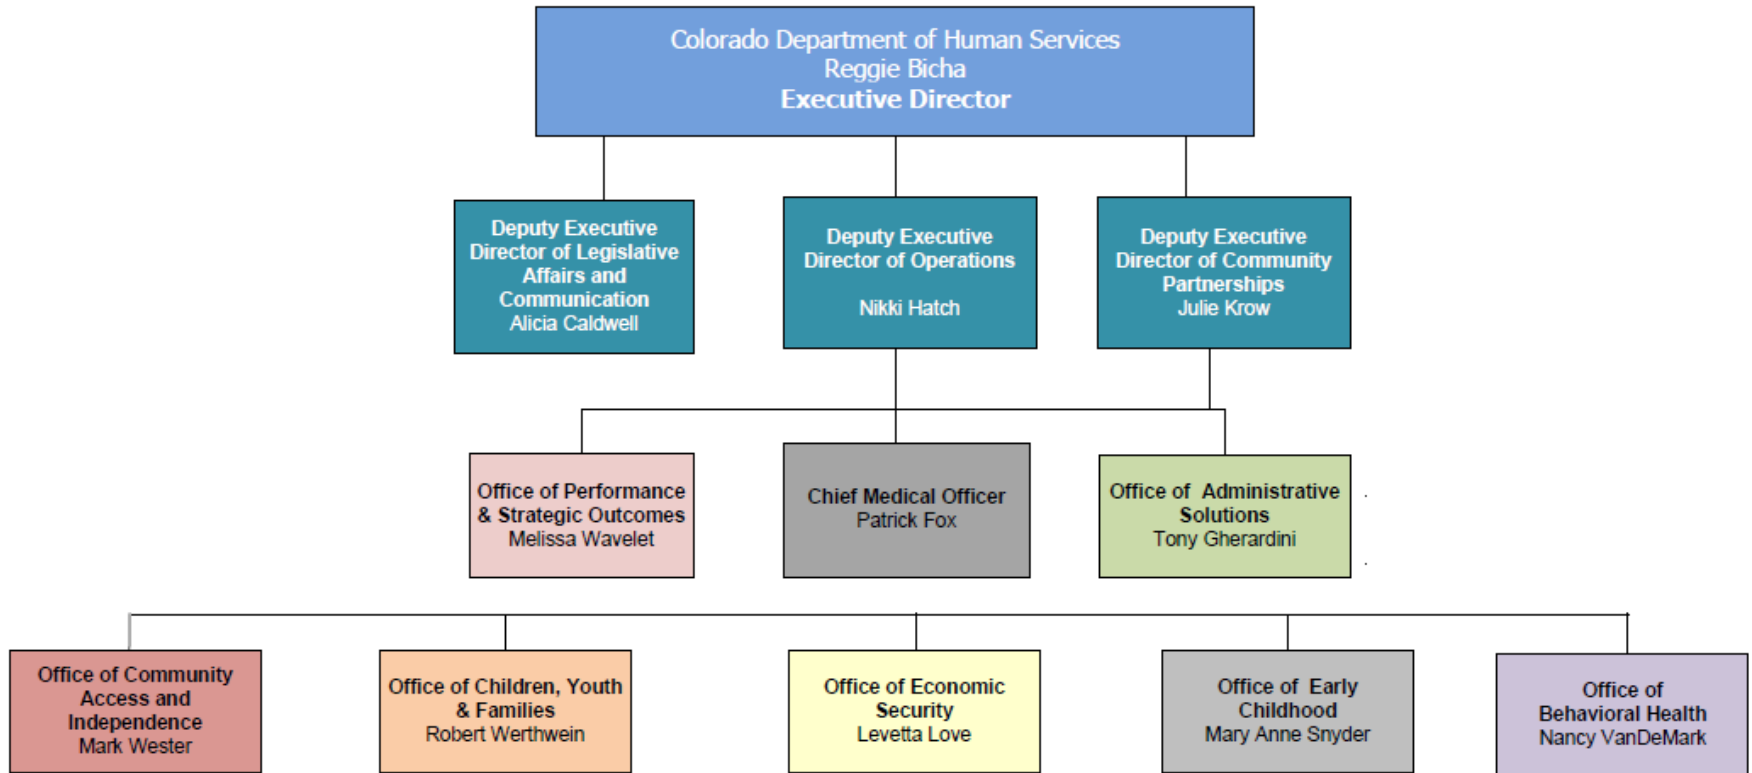 Colorado Department of Human Services
Reggie Bicha
Executive Director
Deputy Executive
Director of Legislative
Affairs and
Communication
Alicia Caldwell
Deputy Executive
Director of Operations
Nikki Hatch
Deputy Executive
Director of Community
Partnerships
Julie Krow
Office of Performance
& Strategic Outcomes
Melissa Wavelet
Chief Medical Officer
Patrick Fox
Office of Administrative
Solutions
Tony Gherardini
Office of Community
Access and
Independence
Mark Wester
Office of Children, Youth
& Families
Robert Werthwein
Office of Economic
Security
Levetta Love
Office of Early
Childhood
Mary Anne Snyder
Office of
Behavioral Health
Nancy VanDeMark